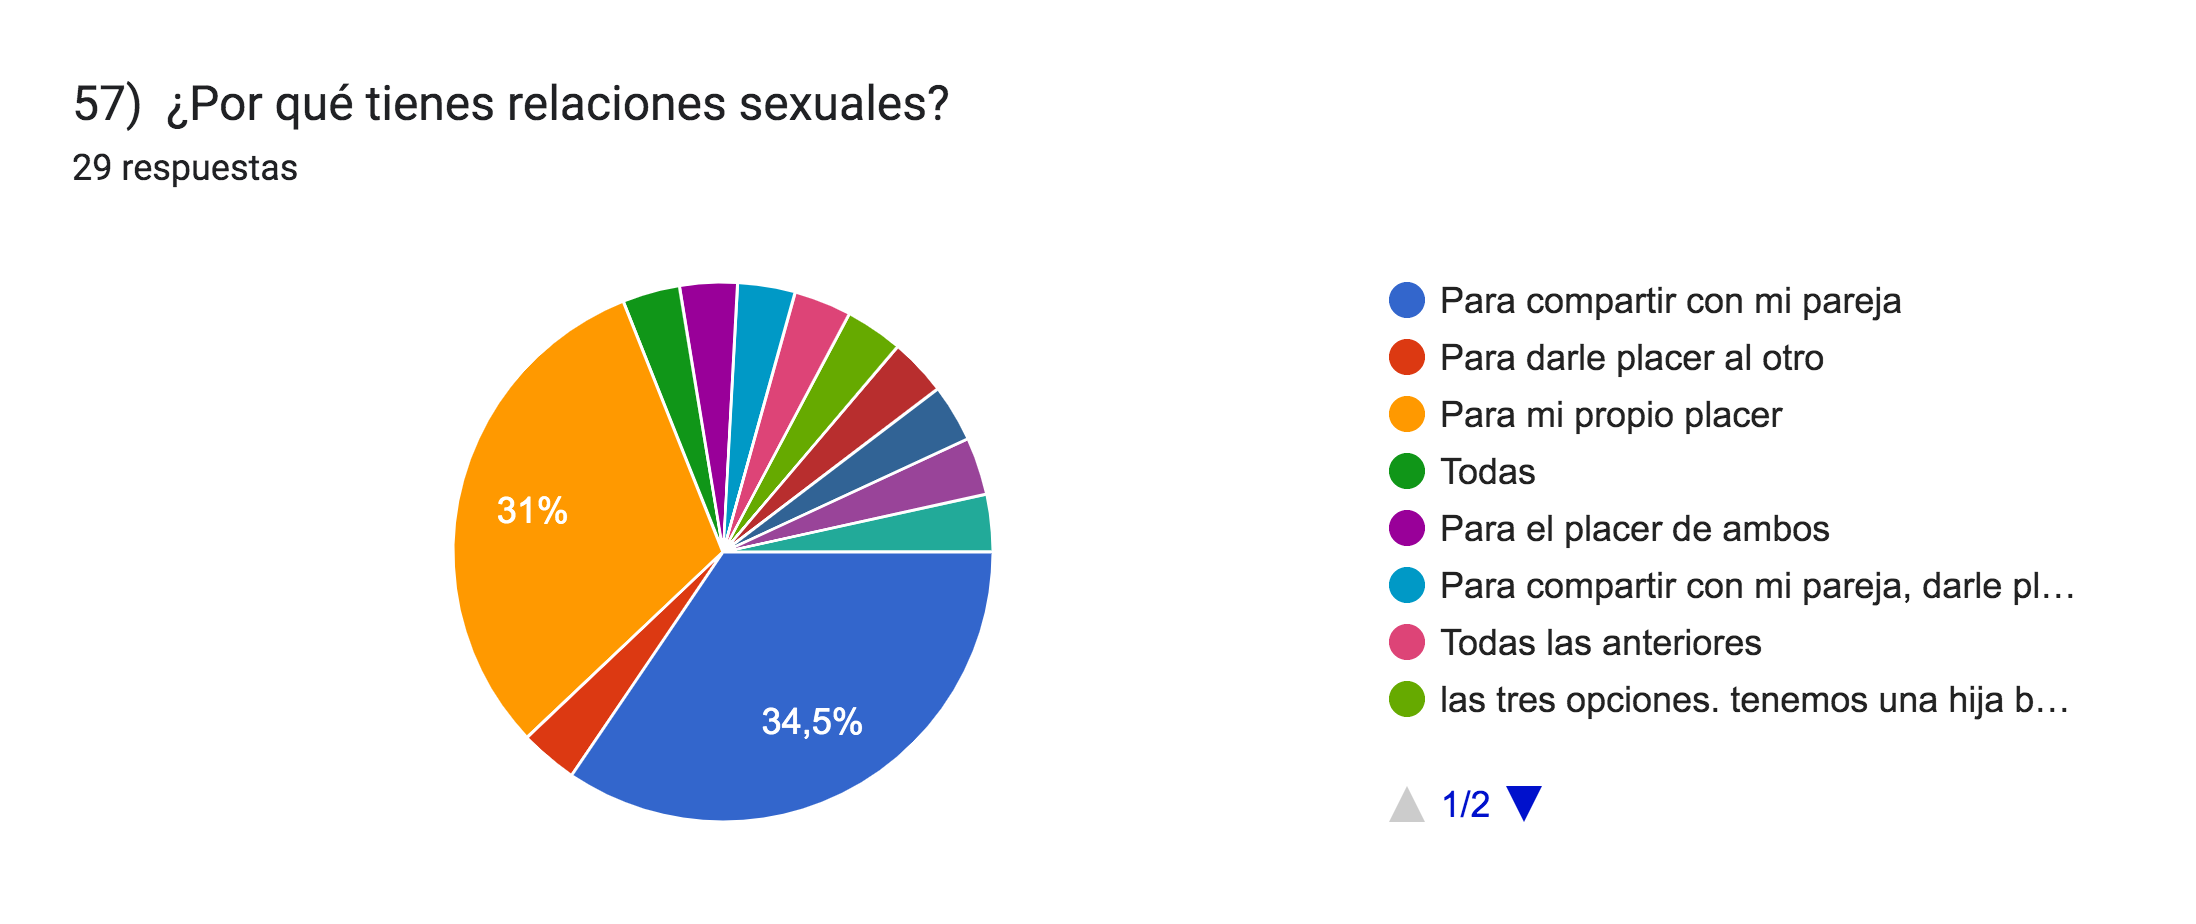 57)  ¿Por qué tienes relaciones sexuales?
29 respuestas
31%
34,5%
Para compartir con mi pareja
Para darle placer al otro
Para mi propio placer
Todas
Para el placer de ambos
Para compartir con mi pareja, darle pl…
Todas las anteriores
las tres opciones. tenemos una hija b…
1/2